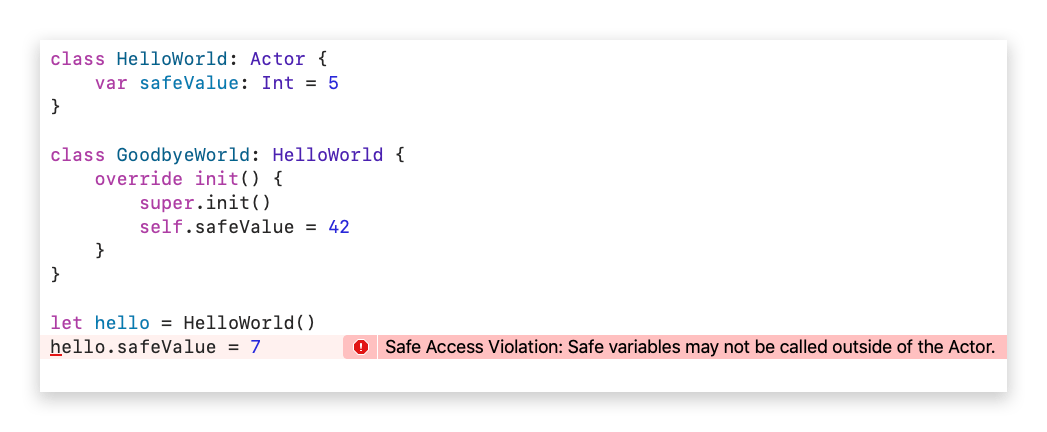 class HelloWorld: Actor {
    var safeValue: Int = 5
}
class GoodbyeWorld: HelloWorld {
    override init() {
        super.init()
        self.safeValue = 42
    }
}
let hello = HelloWorld()
hello.safeValue = 7 Safe Access Violation: Safe variables may not be called outside of the Actor.